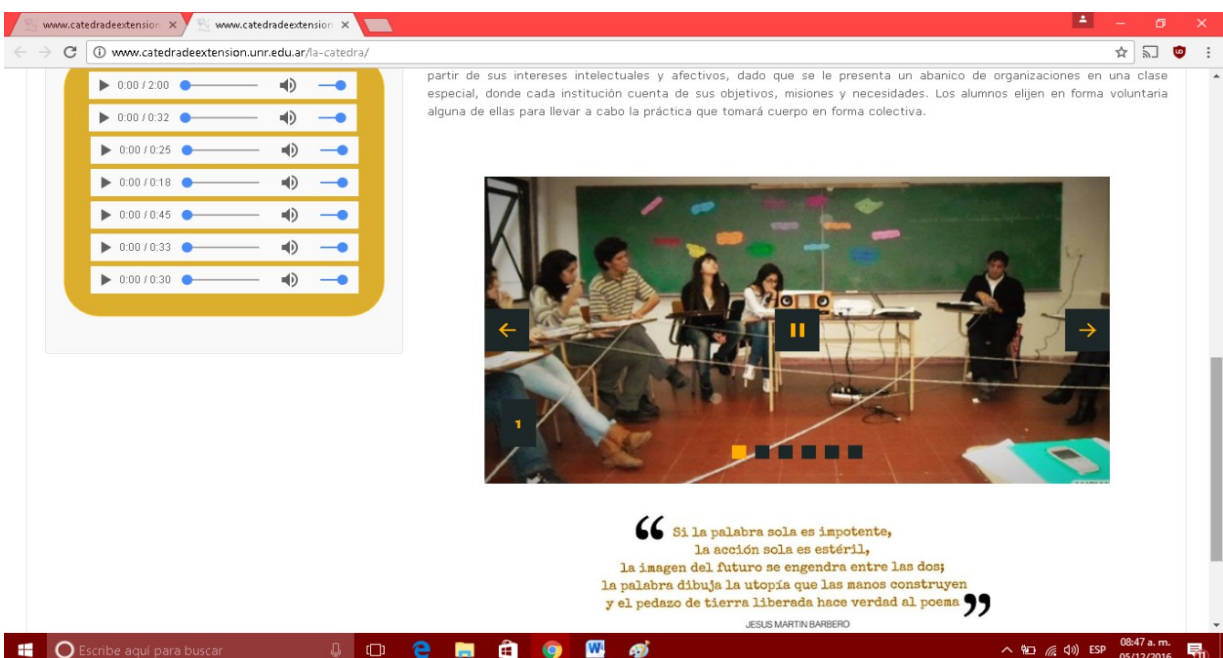 www.catedradeextension
www.catedradeextension
www.catedradeextension.unr.edu.ar/la-catedra/
0:00 / 2:00
0:00 / 0:32
0:00 / 0:25
0:00 / 0:18
0:00 / 0:45
0:00 / 0:33
0:00 / 0:30
partir de sus intereses intelectuales y afectivos, dado que se le presenta un abanico de organizaciones en una clase
especial, donde cada institución cuenta de sus objetivos, misiones y necesidades. Los alumnos elijen en forma voluntaria
alguna de ellas para llevar a cabo la práctica que tomará cuerpo en forma colectiva.
1
“ Si la palabra sola es impotente,
la acción sola es estéril,
la imagen del futuro se engendra entre las dos;
la palabra dibuja la utopía que las manos construyen
y el pedazo de tierra liberada hace verdad al poema ”
JESUS MARTIN BARBERO
Escribe aquí para buscar
ESP
08:47 a. m.
05/12/2016